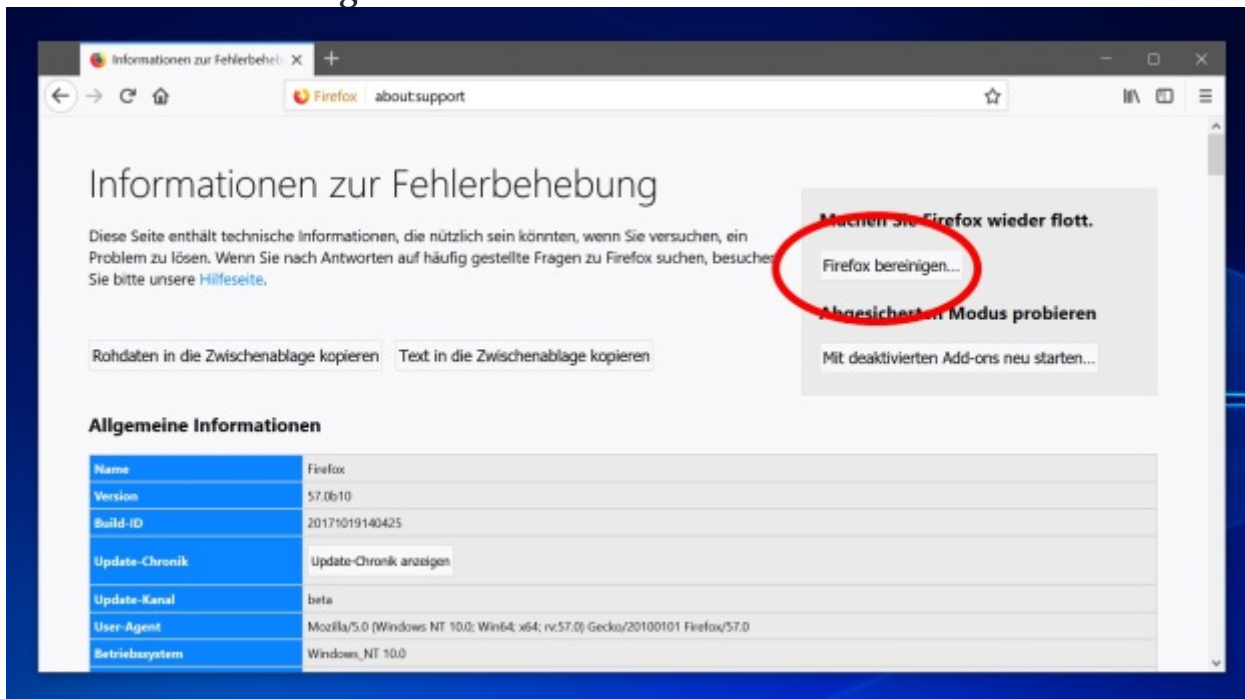 Informationen zur Fehlerbeheb
Firefox about:support
Informationen zur Fehlerbehebung
Diese Seite enthält technische Informationen, die nützlich sein könnten, wenn Sie versuchen, ein
Problem zu lösen. Wenn Sie nach Antworten auf häufig gestellte Fragen zu Firefox suchen, besuchen
Sie bitte unsere Hilfeseite.
Machen Sie Firefox wieder flott.
Firefox bereinigen...
Abgesicherten Modus probieren
Mit deaktivierten Add-ons neu starten...
Rohdaten in die Zwischenablage kopieren Text in die Zwischenablage kopieren
Allgemeine Informationen
Name Firefox
Version 57.0b10
Build-ID 20171019140425
Update-Chronik Update-Chronik anzeigen
Update-Kanal beta
User-Agent Mozilla/5.0 (Windows NT 10.0; Win64; x64; rv:57.0) Gecko/20100101 Firefox/57.0
Betriebssystem Windows_NT 10.0